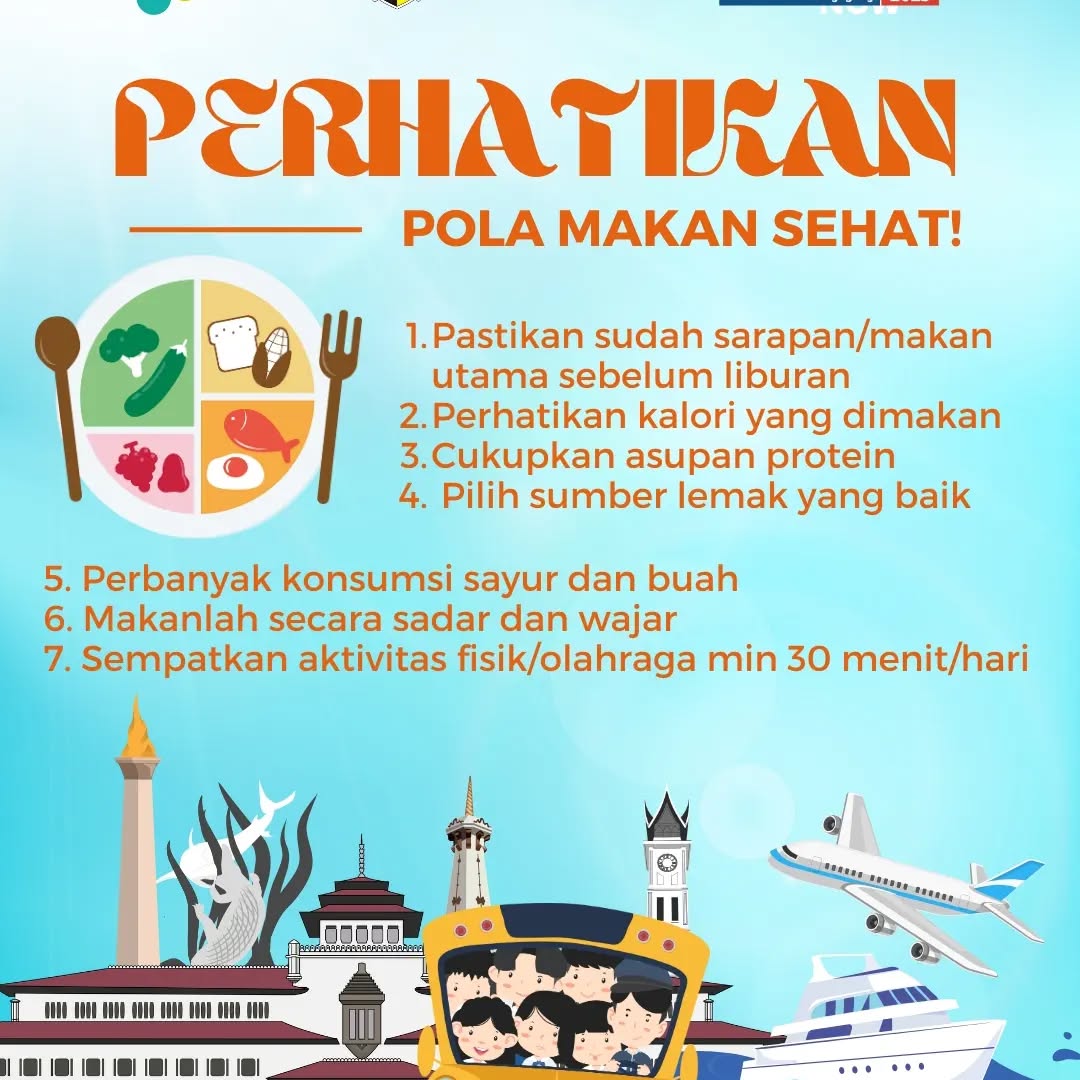 PERHATIKAN
POLA MAKAN SEHAT!
1. Pastikan sudah sarapan/makan
utama sebelum liburan
2. Perhatikan kalori yang dimakan
3. Cukupkan asupan protein
4. Pilih sumber lemak yang baik
5. Perbanyak konsumsi sayur dan buah
6. Makanlah secara sadar dan wajar
7. Sempatkan aktivitas fisik/olahraga min 30 menit/hari